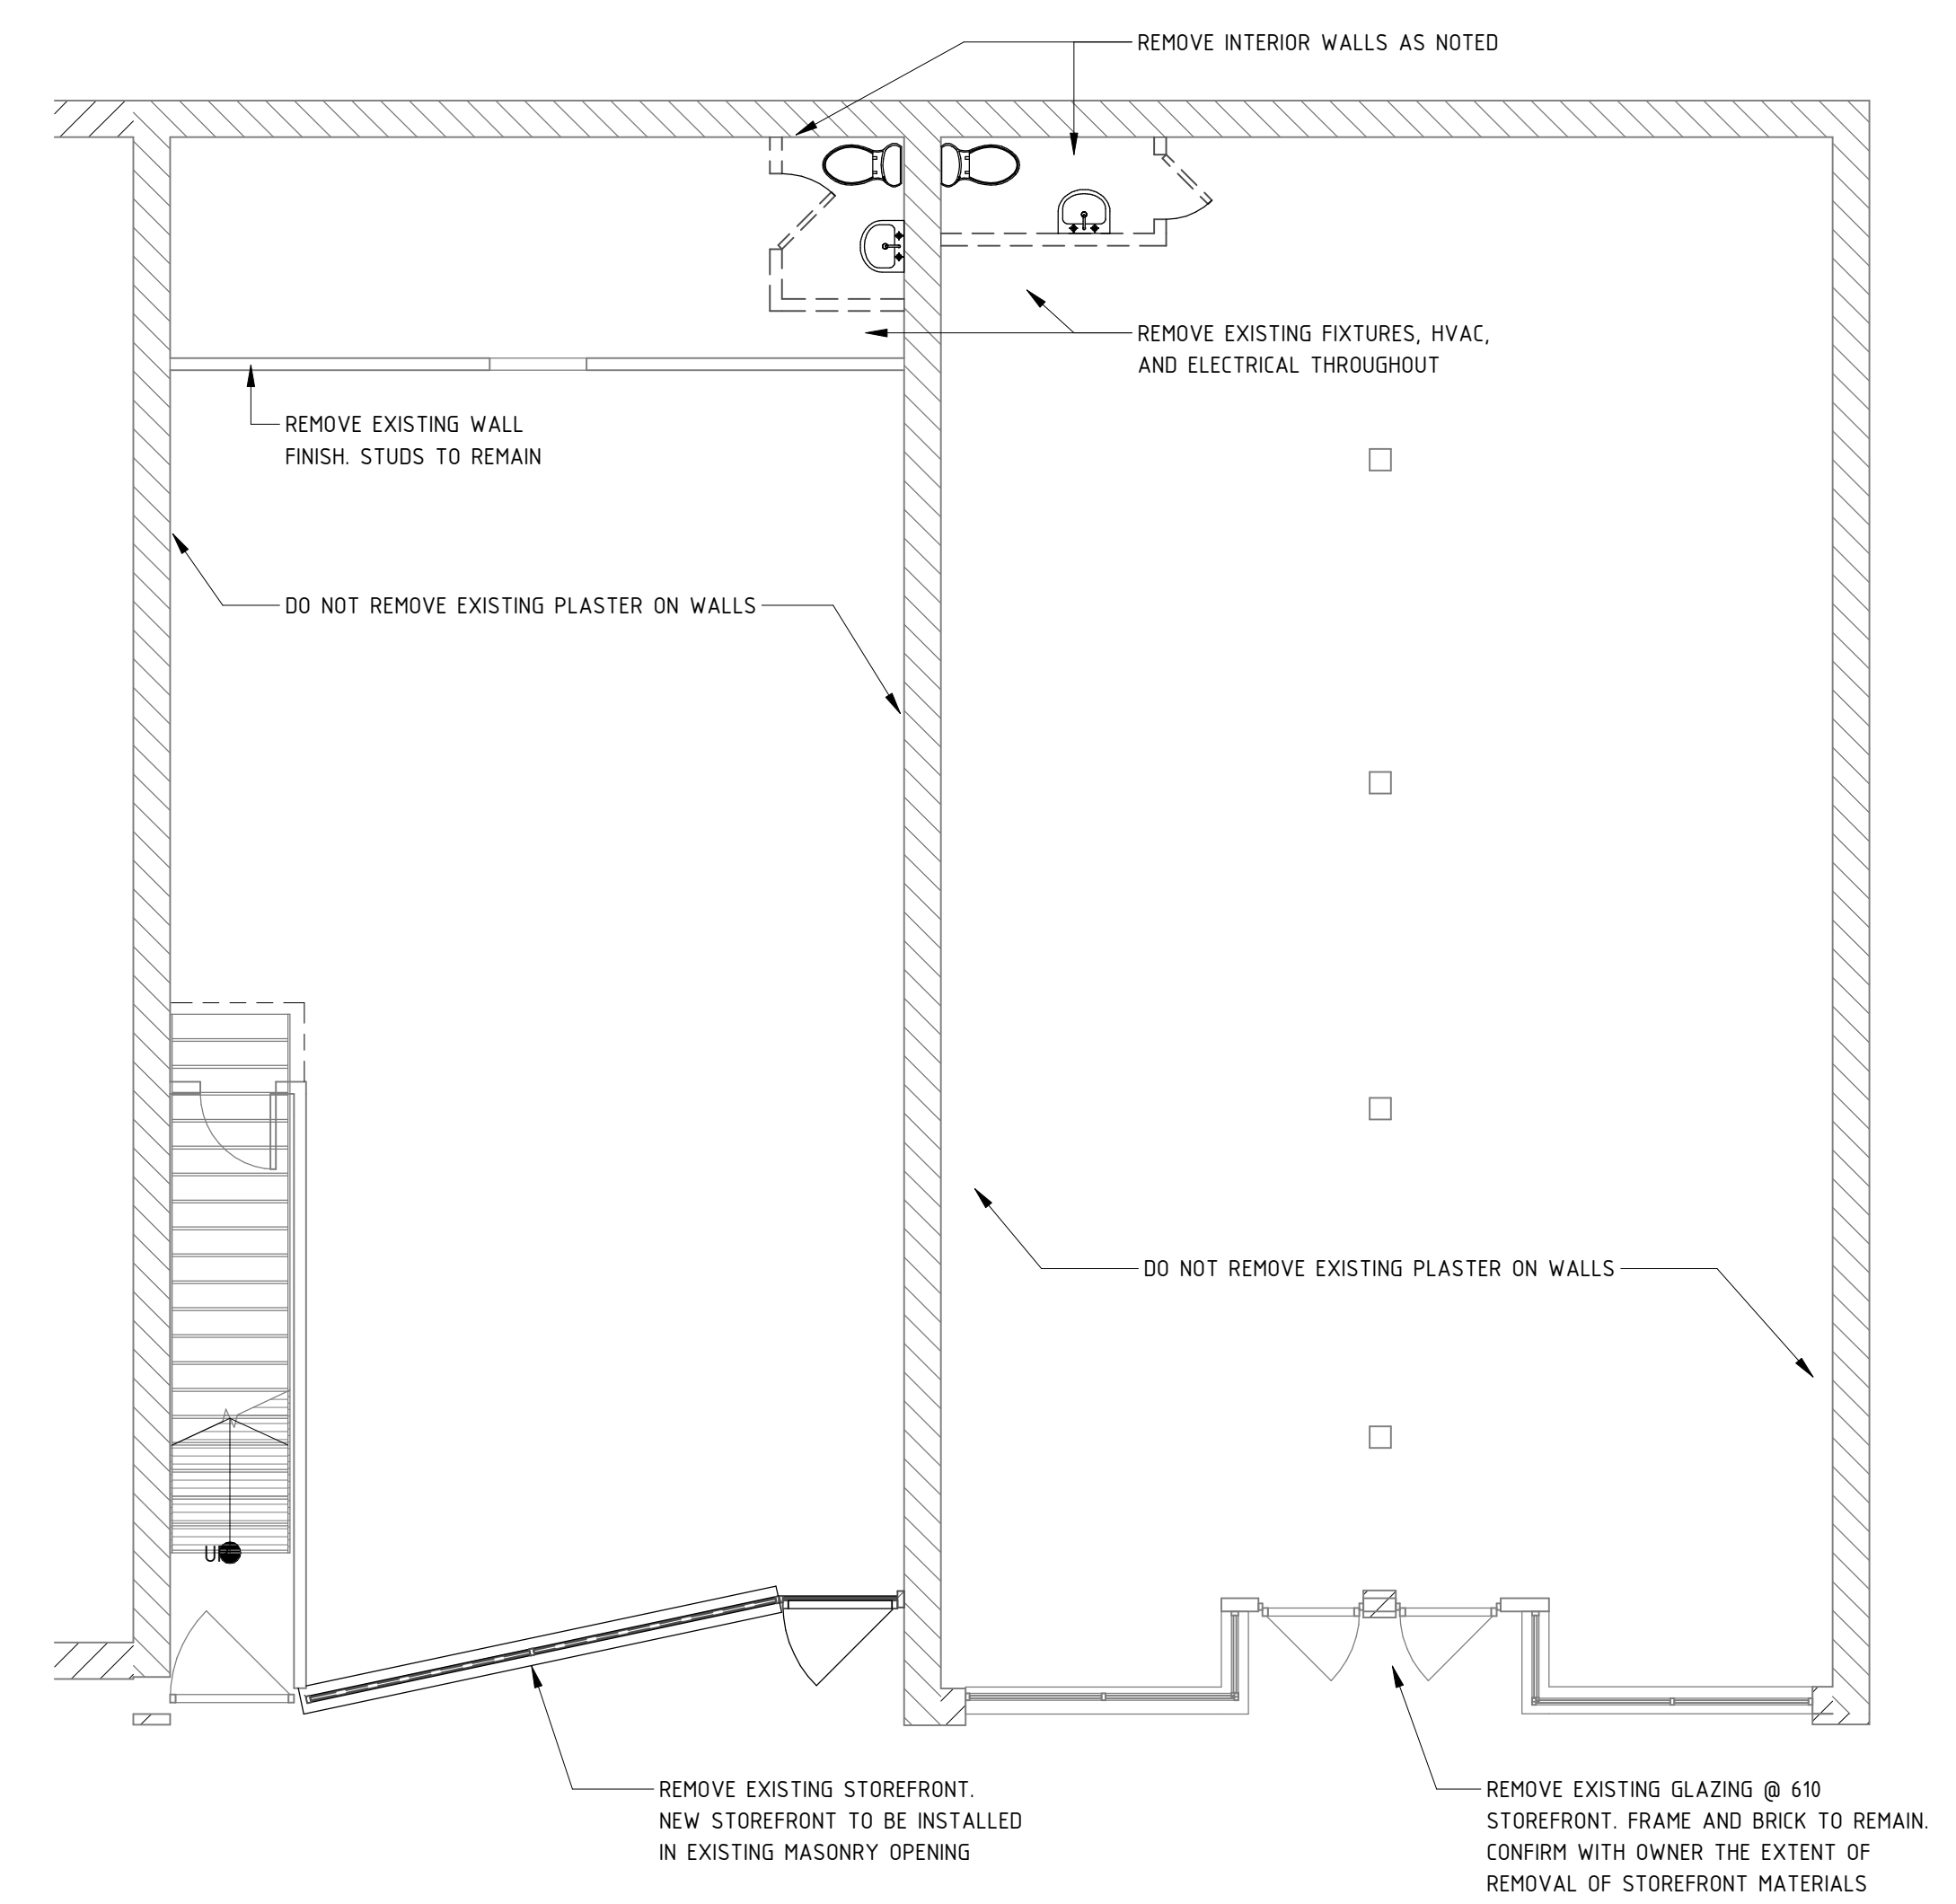 REMOVE INTERIOR WALLS AS NOTED
REMOVE EXISTING FIXTURES, HVAC,
AND ELECTRICAL THROUGHOUT
REMOVE EXISTING WALL
FINISH. STUDS TO REMAIN
DO NOT REMOVE EXISTING PLASTER ON WALLS
DO NOT REMOVE EXISTING PLASTER ON WALLS
UP
REMOVE EXISTING STOREFRONT.
NEW STOREFRONT TO BE INSTALLED
IN EXISTING MASONRY OPENING
REMOVE EXISTING GLAZING @ 610
STOREFRONT. FRAME AND BRICK TO REMAIN.
CONFIRM WITH OWNER THE EXTENT OF
REMOVAL OF STOREFRONT MATERIALS